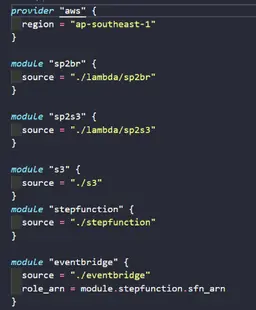 provider "aws" {
  region = "ap-southeast-1"
}

module "sp2br" {
  source = "./lambda/sp2br"
}

module "sp2s3" {
  source = "./lambda/sp2s3"
}

module "s3" {
  source = "./s3"
}
module "stepfunction" {
  source = "./stepfunction"
}

module "eventbridge" {
  source = "./eventbridge"
  role_arn = module.stepfunction.sfn_arn
}